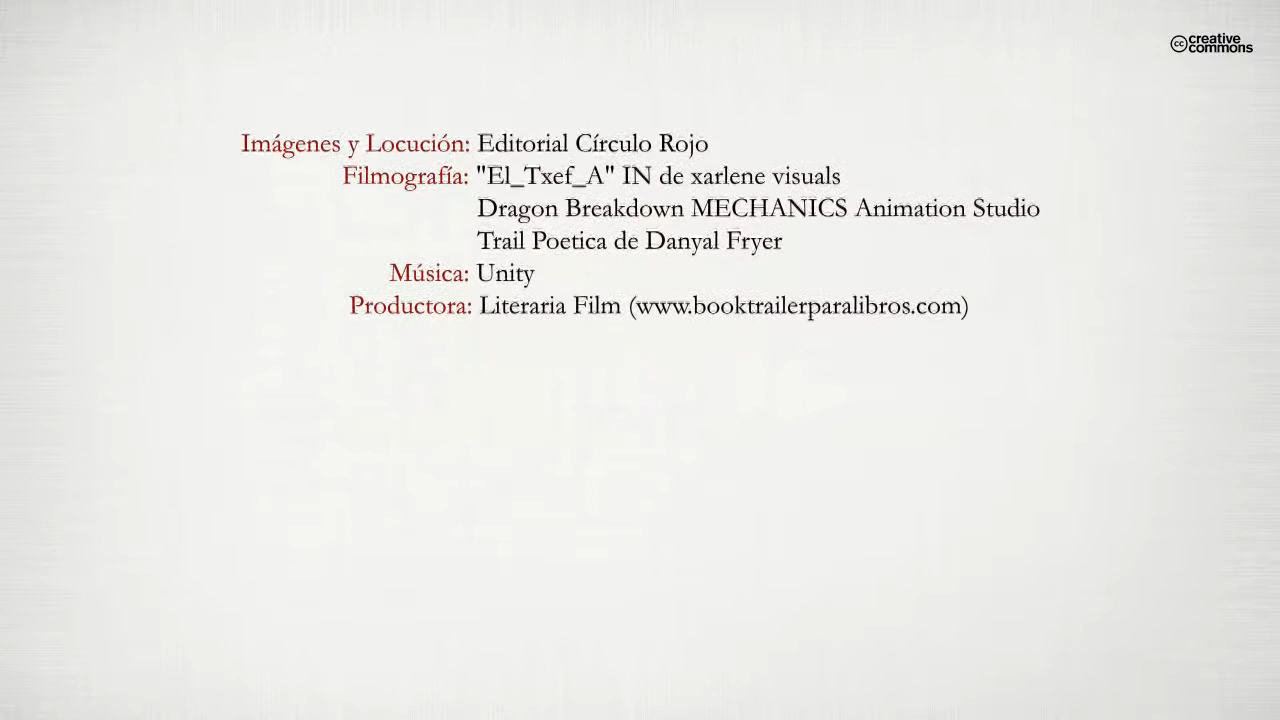 cc creative
commons
Imágenes y Locución: Editorial Círculo Rojo
Filmografía: "El_Txef_A" IN de xarlene visuals
Dragon Breakdown MECHANICS Animation Studio
Trail Poetica de Danyal Fryer
Música: Unity
Productora: Literaria Film (www.booktrailerparalibros.com)